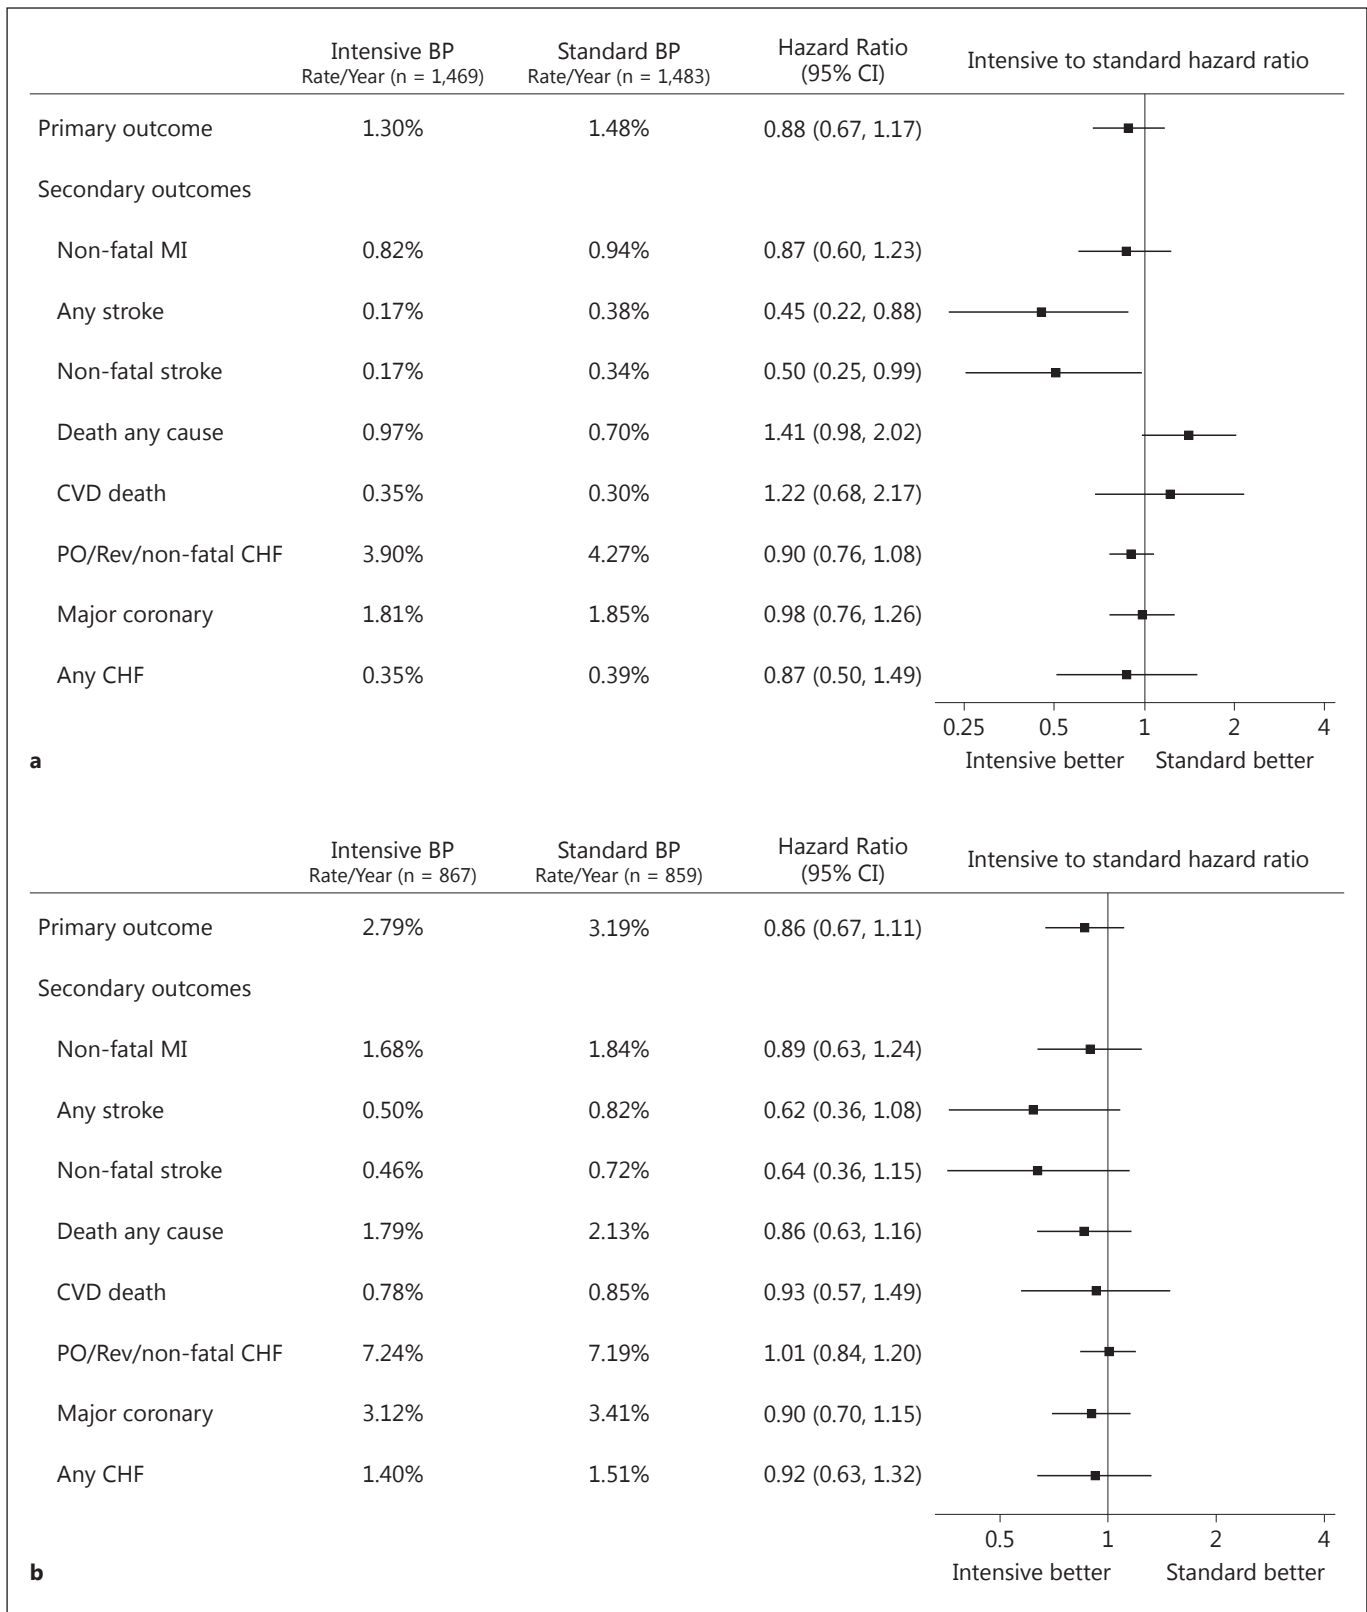 Intensive BP Standard BP Hazard Ratio Intensive to standard hazard ratio
Rate/Year (n = 1,469) Rate/Year (n = 1,483) (95% CI)
Primary outcome 1.30% 1.48% 0.88 (0.67, 1.17)
Secondary outcomes
Non-fatal MI 0.82% 0.94% 0.87 (0.60, 1.23)
Any stroke 0.17% 0.38% 0.45 (0.22, 0.88)
Non-fatal stroke 0.17% 0.34% 0.50 (0.25, 0.99)
Death any cause 0.97% 0.70% 1.41 (0.98, 2.02)
CVD death 0.35% 0.30% 1.22 (0.68, 2.17)
PO/Rev/non-fatal CHF 3.90% 4.27% 0.90 (0.76, 1.08)
Major coronary 1.81% 1.85% 0.98 (0.76, 1.26)
Any CHF 0.35% 0.39% 0.87 (0.50, 1.49)
0.25 0.5 1 2 4
a Intensive better Standard better
Intensive BP Standard BP Hazard Ratio Intensive to standard hazard ratio
Rate/Year (n = 867) Rate/Year (n = 859) (95% CI)
Primary outcome 2.79% 3.19% 0.86 (0.67, 1.11)
Secondary outcomes
Non-fatal MI 1.68% 1.84% 0.89 (0.63, 1.24)
Any stroke 0.50% 0.82% 0.62 (0.36, 1.08)
Non-fatal stroke 0.46% 0.72% 0.64 (0.36, 1.15)
Death any cause 1.79% 2.13% 0.86 (0.63, 1.16)
CVD death 0.78% 0.85% 0.93 (0.57, 1.49)
PO/Rev/non-fatal CHF 7.24% 7.19% 1.01 (0.84, 1.20)
Major coronary 3.12% 3.41% 0.90 (0.70, 1.15)
Any CHF 1.40% 1.51% 0.92 (0.63, 1.32)
0.5 1 2 4
b Intensive better Standard better